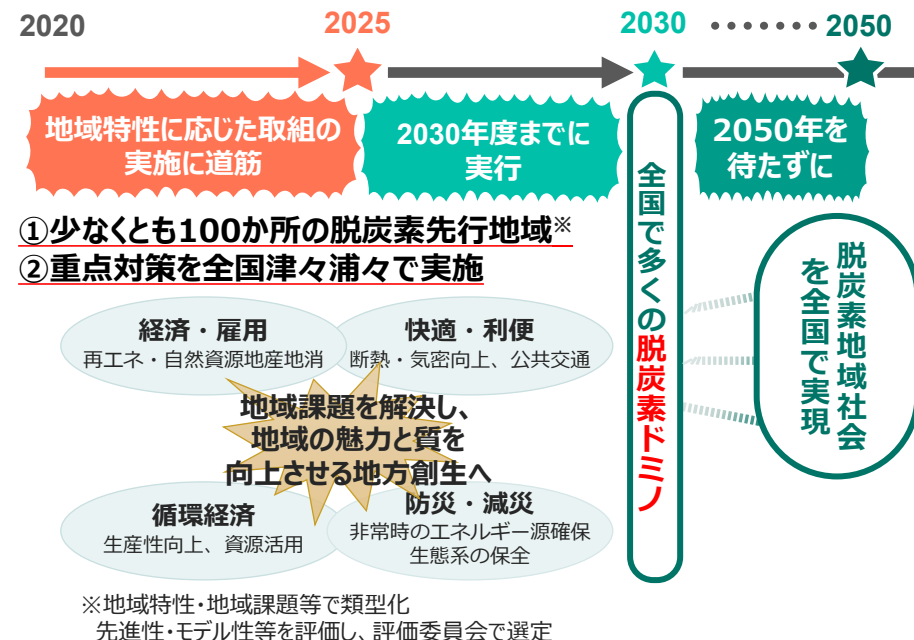 2020
2025
2030
・・・・・・・
2050
地域特性に応じた取組の
実施に道筋
2030年度までに
実行
2050年を
待たずに
①少なくとも100か所の脱炭素先行地域※
②重点対策を全国津々浦々で実施
経済・雇用
再エネ・自然資源地産地消
快適・利便
断熱・気密向上、公共交通
地域課題を解決し、
地域の魅力と質を
向上させる地方創生へ
循環経済
生産性向上、資源活用
防災・減災
非常時のエネルギー源確保
生態系の保全
※地域特性・地域課題等で類型化
先進性・モデル性等を評価し、評価委員会で選定
全国で多くの脱炭素ドミノ
脱炭素地域社会
を全国で実現